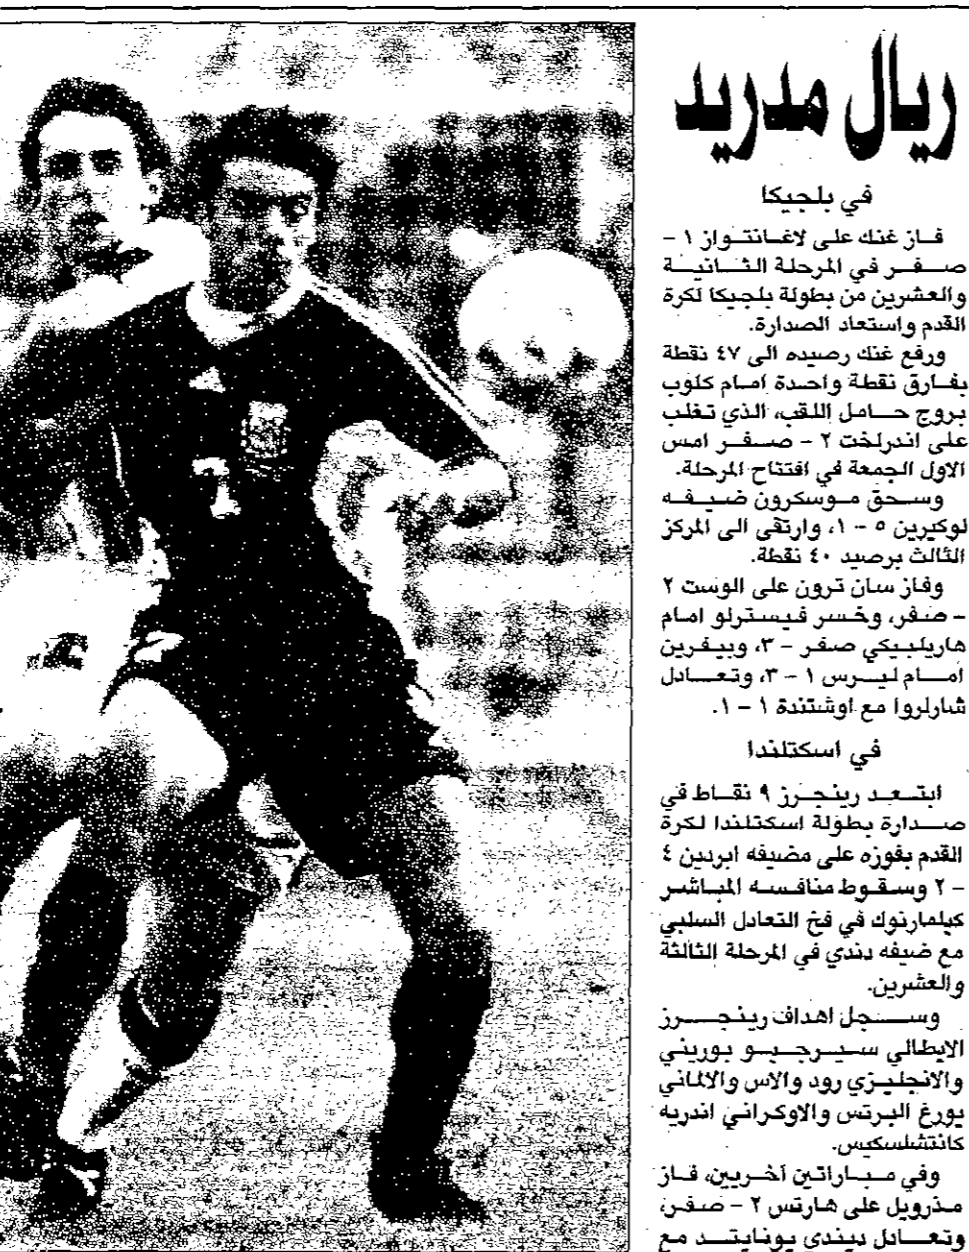 ريال مدريد
في بلجيكا
فاز غنك على لاغانتواز ١ –
صفر في المرحلة الثانية
والعشرين من بطولة بلجيكا لكرة
القدم واستعاد الصدارة.
ورفع غنك رصيده الى ٤٧ نقطة
بفارق نقطة واحدة امام كلوب
بروج حامل اللقب، الذي تغلب
على اندرلخت ٢ – صفر امس
الاول الجمعة في افتتاح المرحلة.
وسحق موسكرون ضيفه
لوكيرين ٥ – ١، وارتقى الى المركز
الثالث برصيد ٤٠ نقطة.
وفاز سان ترون على الوست ٢
– صفر، وخسر فيسترلو امام
هاريلبيكي صفر – ٣، وبيفرين
امام ليرس ١ – ٣، وتعادل
شارلروا مع اوشتندة ١ – ١.
في اسكتلندا
ابتعد رينجرز ٩ نقاط في
صدارة بطولة اسكتلندا لكرة
القدم بفوزه على مضيفه ابردين ٤
– ٢ وسقوط منافسه المباشر
كيلمارنوك في فخ التعادل السلبي
مع ضيفه دندي في المرحلة الثالثة
والعشرين.
وسجل اهداف رينجرز
الايطالي سيرجيو بوريني
والانجليزي رود والاس والالماني
يورغ البرتس والاوكراني اندريه
كانتشلسكيس.
وفي مباراتين أخريين، فاز
مذرويل على هارتس ٢ – صفر،
وتعادل ديندي يونايتد مع